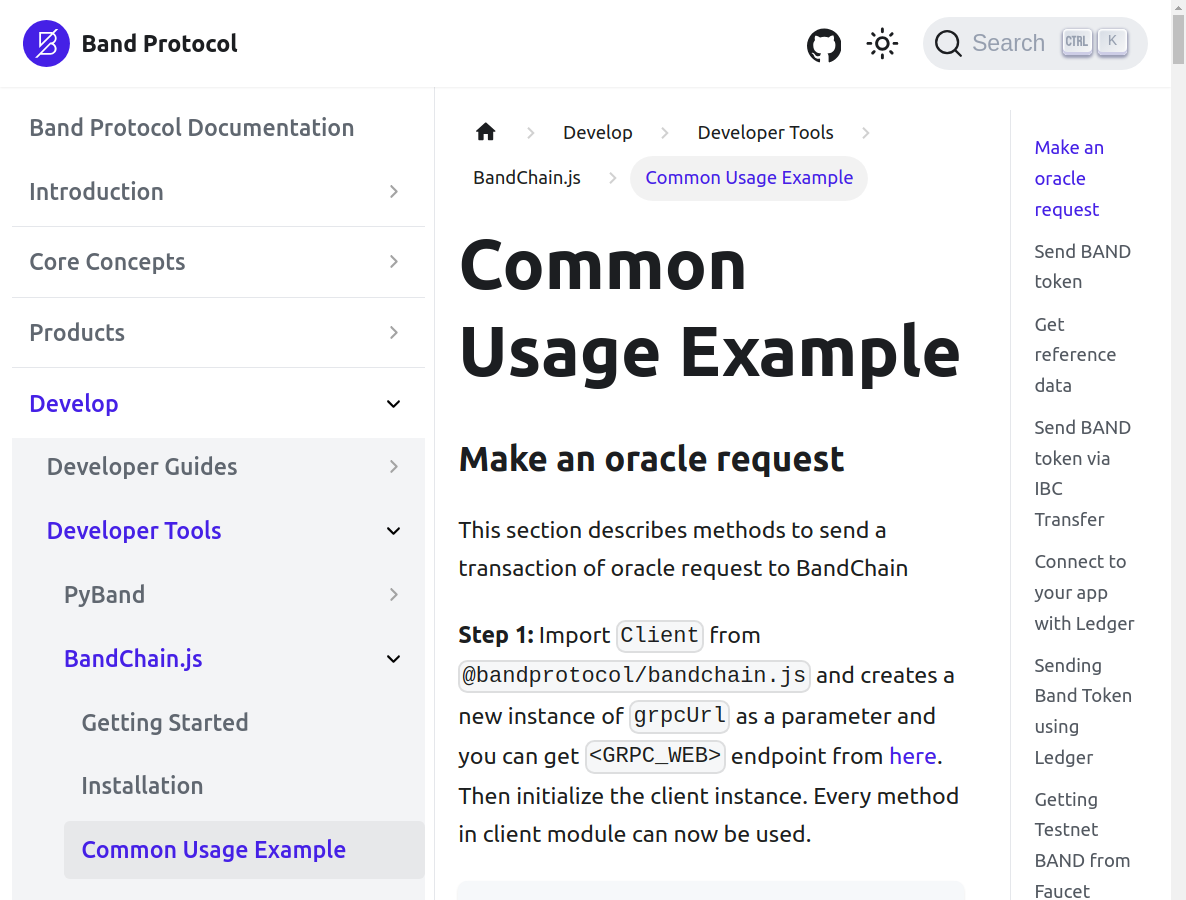 Band Protocol
Search
CTRL
K
Band Protocol Documentation
Introduction
Core Concepts
Products
Develop
Developer Guides
Developer Tools
PyBand
BandChain.js
Getting Started
Installation
Common Usage Example
Develop
Developer Tools
BandChain.js
Common Usage Example
Common
Usage Example
Make an oracle request
This section describes methods to send a
transaction of oracle request to BandChain
Step 1: Import Client from
@bandprotocol/bandchain.js and creates a
new instance of grpcUrl as a parameter and
you can get <GRPC_WEB> endpoint from here.
Then initialize the client instance. Every method
in client module can now be used.
Make an
oracle
request
Send BAND
token
Get
reference
data
Send BAND
token via
IBC
Transfer
Connect to
your app
with Ledger
Sending
Band Token
using
Ledger
Getting
Testnet
BAND from
Faucet